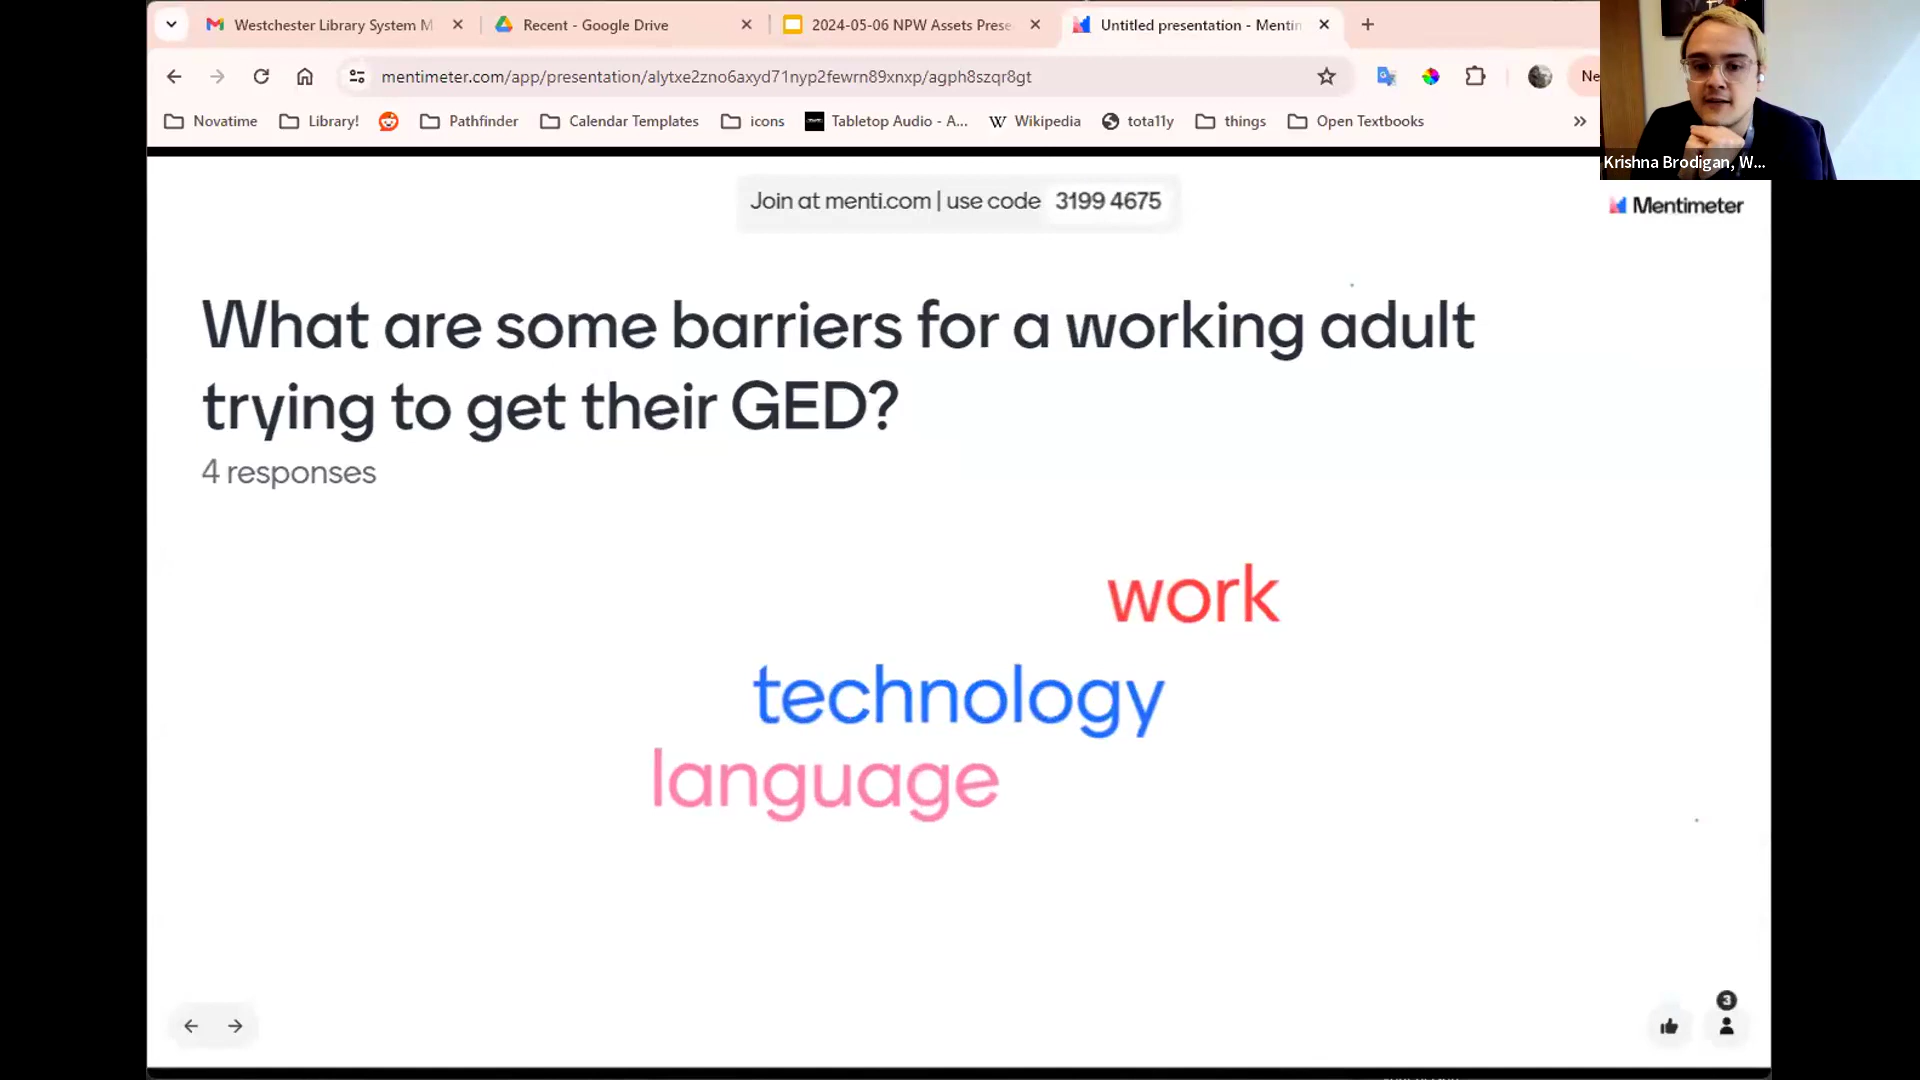 Westchester Library System M
Recent - Google Drive
2024-05-06 NPW Assets Prese
Untitled presentation - Mentim
mentimeter.com/app/presentation/alytxe2zno6axyd71nyp2fewrn89xnxp/agph8szqr8gt
Ne
Novatime
Library!
Pathfinder
Calendar Templates
icons
Tabletop Audio - A...
Wikipedia
tota11y
things
Open Textbooks
Krishna Brodigan, W...
Join at menti.com | use code 3199 4675
Mentimeter
What are some barriers for a working adult
trying to get their GED?
4 responses
work
technology
language
3